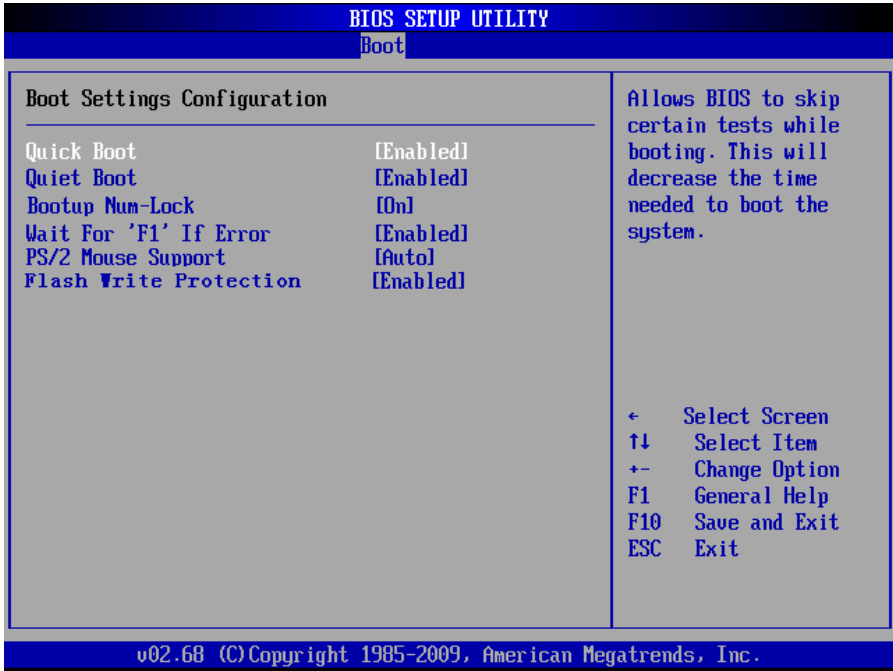 BIOS SETUP UTILITY
Boot
Boot Settings Configuration
Quick Boot [Enabled]
Quiet Boot [Enabled]
Bootup Num-Lock [On]
Wait For 'F1' If Error [Enabled]
PS/2 Mouse Support [Auto]
Flash Write Protection [Enabled]
Allows BIOS to skip
certain tests while
booting. This will
decrease the time
needed to boot the
system.
← Select Screen
↑↓ Select Item
+- Change Option
F1 General Help
F10 Save and Exit
ESC Exit
v02.68 (C)Copyright 1985-2009, American Megatrends, Inc.